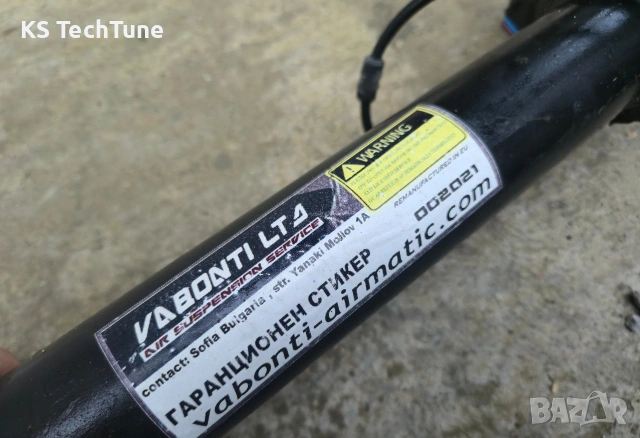 KS TechTune
WARNING
REMANUFACTURED IN EU
002021
VABONTI LTD
AIR SUSPENSION SERVICE
contact: Sofia Bulgaria , str. Yanaki Mollov 1A
ГАРАНЦИОНЕН СТИКЕР
vabonti-airmatic.com
BAZAR